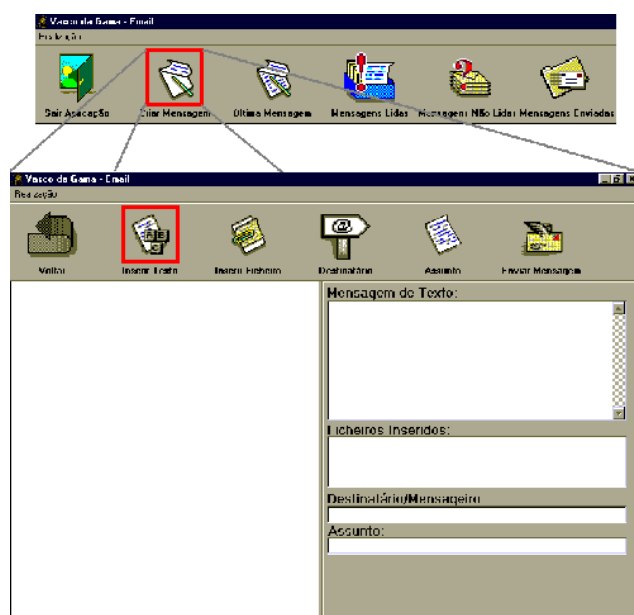 Vasco da Gama - Email
Realização
Sair Aplicação Criar Mensagem Última Mensagem Mensagens Lidas Mensagens Não Lidas Mensagens Enviadas
Vasco da Gama - Email
Realização
Voltar Inserir Texto Inserir Ficheiro Destinatário Assunto Enviar Mensagem
Mensagem de Texto:
Ficheiros Inseridos:
Destinatário/Mensageiro
Assunto: